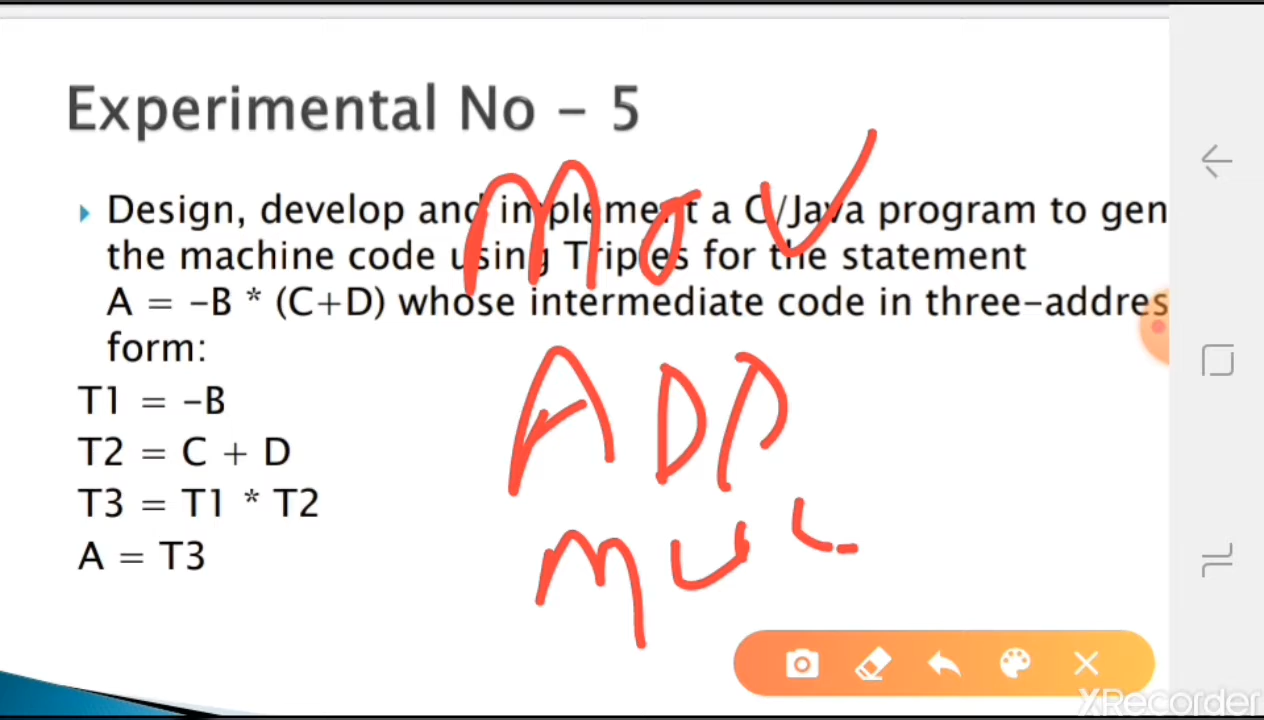 Experimental No – 5
Design, develop and implement a C/Java program to gen
the machine code using Triples for the statement
A = -B * (C+D) whose intermediate code in three-addres
form:
T1 = -B
T2 = C + D
T3 = T1 * T2
A = T3
MOV
ADD
MUL
XRecorder